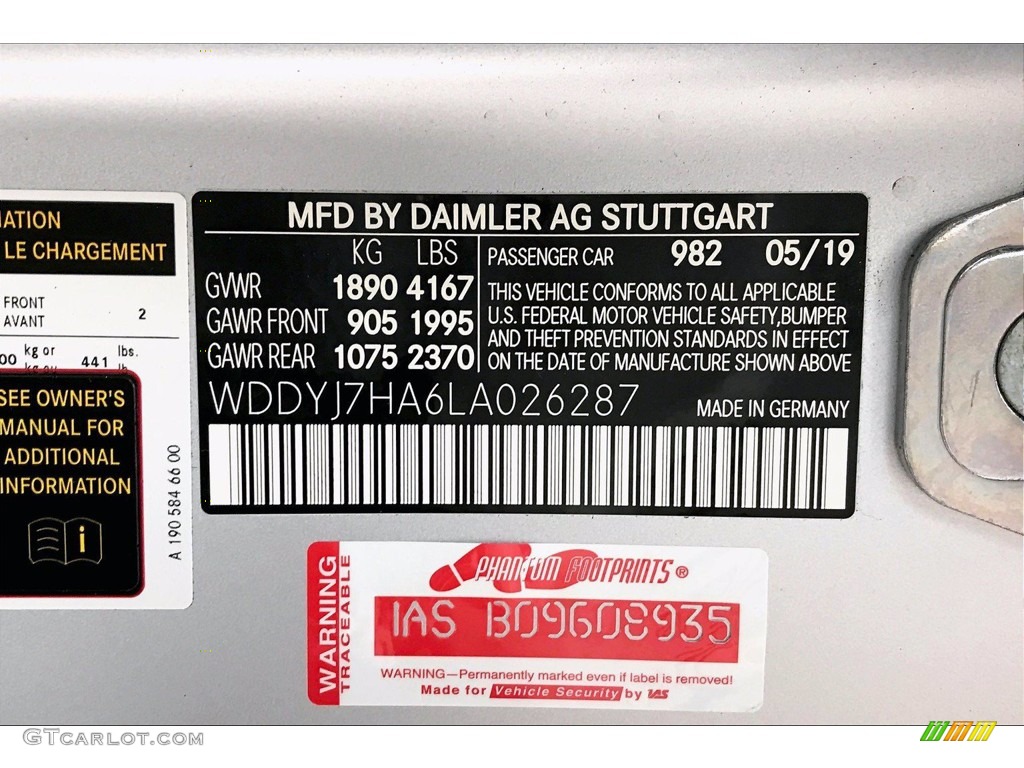 MATION
LE CHARGEMENT
FRONT
AVANT 2
00 kg or 441 lbs.
SEE OWNER'S
MANUAL FOR
ADDITIONAL
INFORMATION
i
A 190 584 66 00
MFD BY DAIMLER AG STUTTGART
KG LBS
GVWR 1890 4167
GAWR FRONT 905 1995
GAWR REAR 1075 2370
PASSENGER CAR 982 05/19
THIS VEHICLE CONFORMS TO ALL APPLICABLE
U.S. FEDERAL MOTOR VEHICLE SAFETY,BUMPER
AND THEFT PREVENTION STANDARDS IN EFFECT
ON THE DATE OF MANUFACTURE SHOWN ABOVE
WDDYJ7HA6LA026287 MADE IN GERMANY
WARNING
TRACEABLE
PHANTOM FOOTPRINTS®
IAS B09608935
WARNING—Permanently marked even if label is removed!
Made for Vehicle Security by IAS
GTCARLOT.COM